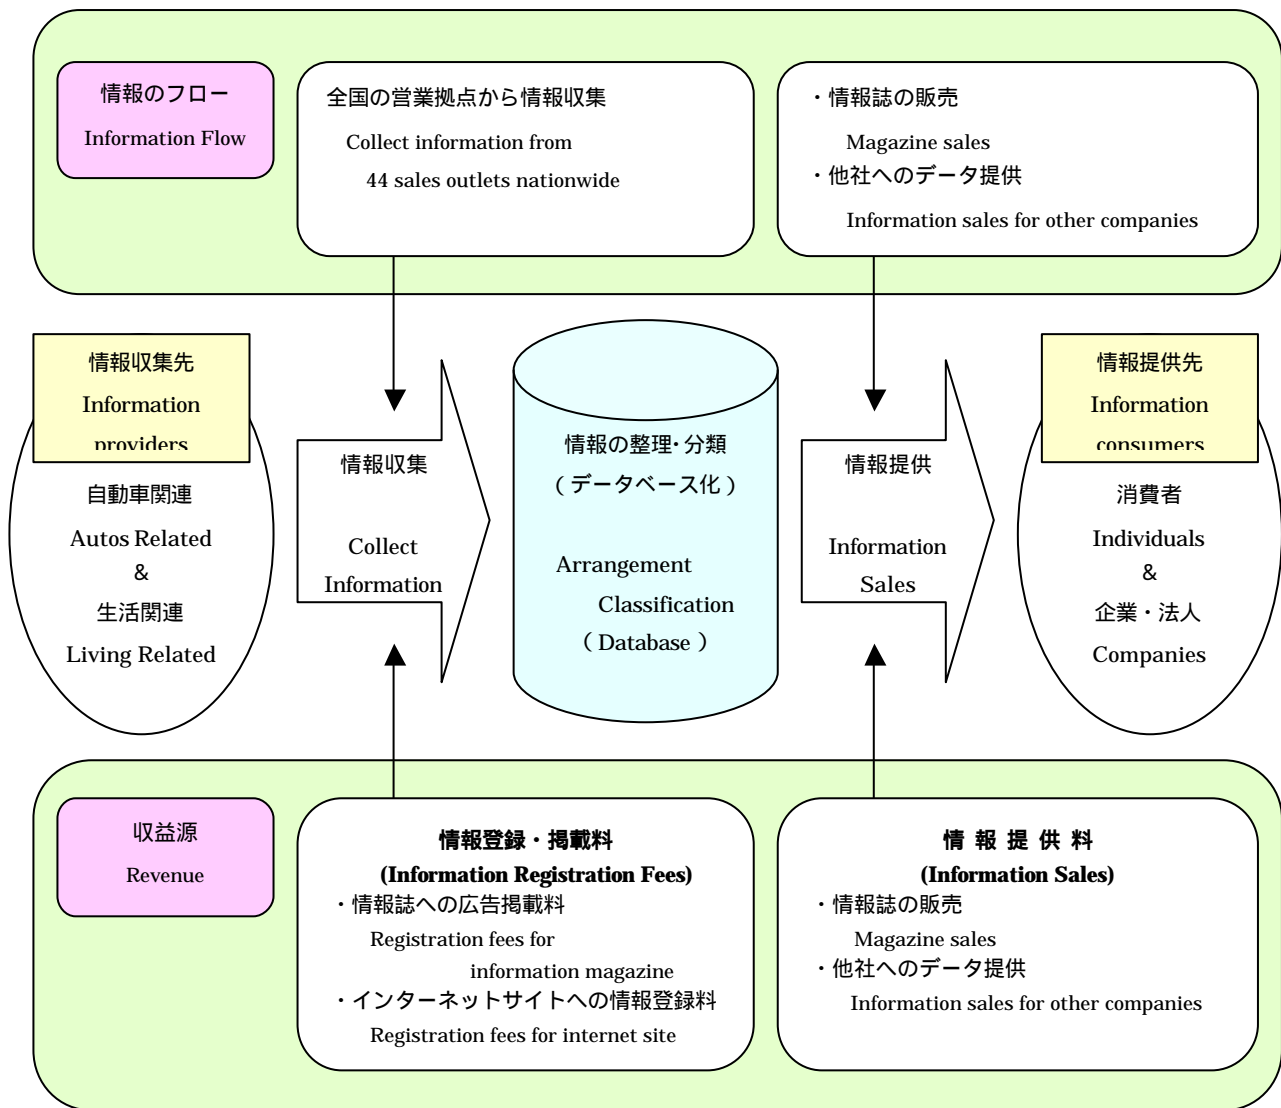 情報のフロー
Information Flow
全国の営業拠点から情報収集
Collect information from
44 sales outlets nationwide
・情報誌の販売
Magazine sales
・他社へのデータ提供
Information sales for other companies
情報収集先
Information
providers
自動車関連
Autos Related
&
生活関連
Living Related
情報収集
Collect
Information
情報の整理・分類
（データベース化）
Arrangement
Classification
（Database）
情報提供
Information
Sales
情報提供先
Information
consumers
消費者
Individuals
&
企業・法人
Companies
収益源
Revenue
情報登録・掲載料
(Information Registration Fees)
・情報誌への広告掲載料
Registration fees for
information magazine
・インターネットサイトへの情報登録料
Registration fees for internet site
情 報 提 供 料
(Information Sales)
・情報誌の販売
Magazine sales
・他社へのデータ提供
Information sales for other companies